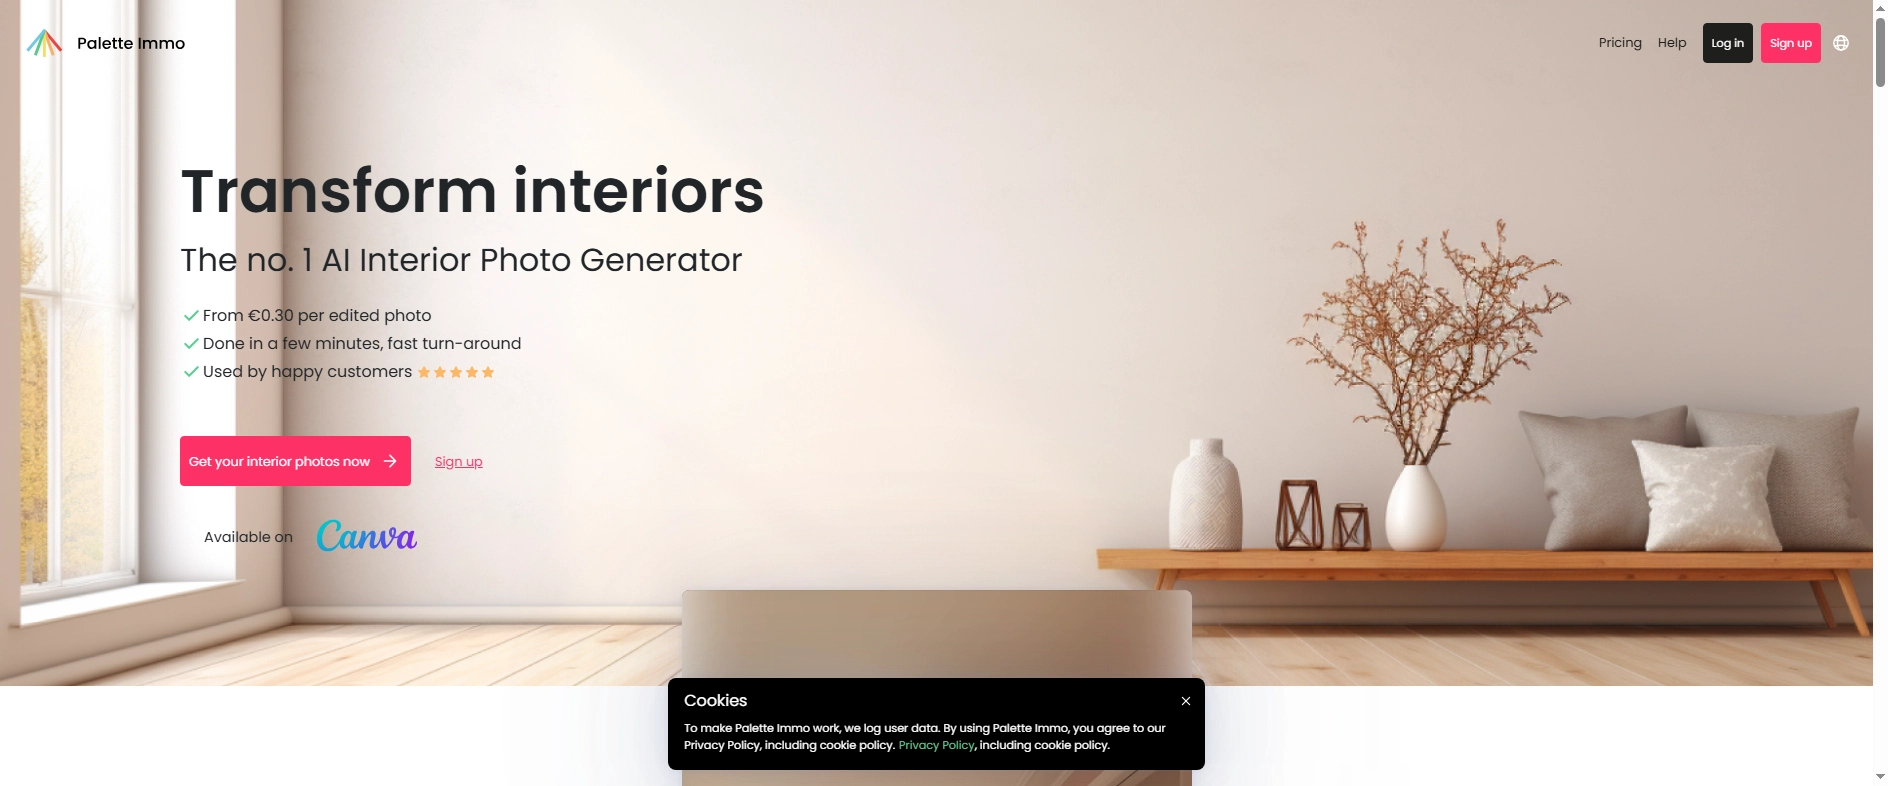 Palette Immo
Pricing
Help
Log in
Sign up
Transform interiors
The no. 1 AI Interior Photo Generator
From €0.30 per edited photo
Done in a few minutes, fast turn-around
Used by happy customers
Get your interior photos now
Sign up
Available on
Canva
Cookies
To make Palette Immo work, we log user data. By using Palette Immo, you agree to our
Privacy Policy, including cookie policy. Privacy Policy, including cookie policy.